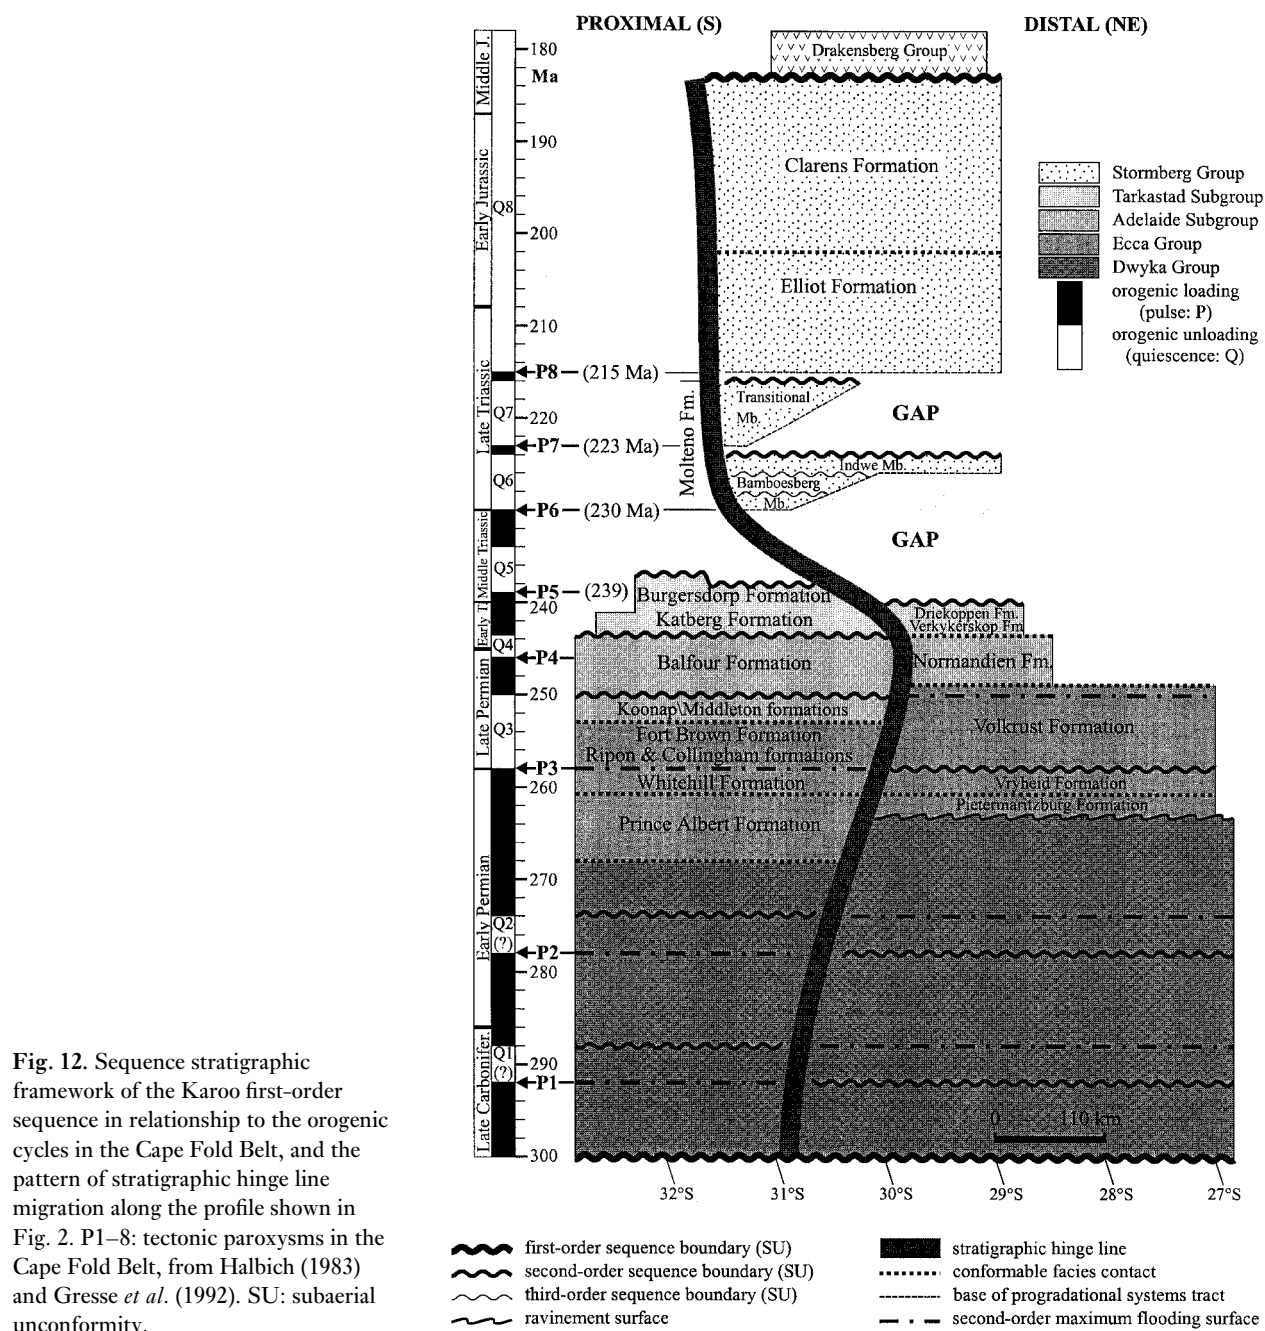 PROXIMAL (S)
DISTAL (NE)
Middle J.
Early Jurassic
Late Triassic
Middle Triassic
Early T.
Late Permian
Early Permian
Late Carbonifer.
Q8
Q7
Q6
Q5
Q4
Q3
Q2
(?)
Q1
(?)
180
Ma
190
200
210
P8 (215 Ma)
220
P7 (223 Ma)
P6 (230 Ma)
P5 (239)
240
P4
250
P3
260
270
P2
280
290
P1
300
Drakensberg Group
Clarens Formation
Elliot Formation
Molteno Fm.
Transitional
Mb.
GAP
Indwe Mb.
Bamboesberg
Mb.
GAP
Burgersdorp Formation
Katberg Formation
Driekoppen Fm.
Verkykerskop Fm
Balfour Formation
Normandien Fm.
Koonap\Middleton formations
Fort Brown Formation
Ripon & Collingham formations
Volkrust Formation
Whitehill Formation
Vryheid Formation
Pietermaritzburg Formation
Prince Albert Formation
0 110 km
32°S 31°S 30°S 29°S 28°S 27°S
Stormberg Group
Tarkastad Subgroup
Adelaide Subgroup
Ecca Group
Dwyka Group
orogenic loading
(pulse: P)
orogenic unloading
(quiescence: Q)
first-order sequence boundary (SU)
second-order sequence boundary (SU)
third-order sequence boundary (SU)
ravinement surface
stratigraphic hinge line
conformable facies contact
base of progradational systems tract
second-order maximum flooding surface
Fig. 12. Sequence stratigraphic
framework of the Karoo first-order
sequence in relationship to the orogenic
cycles in the Cape Fold Belt, and the
pattern of stratigraphic hinge line
migration along the profile shown in
Fig. 2. P1–8: tectonic paroxysms in the
Cape Fold Belt, from Halbich (1983)
and Gresse et al. (1992). SU: subaerial
unconformity.